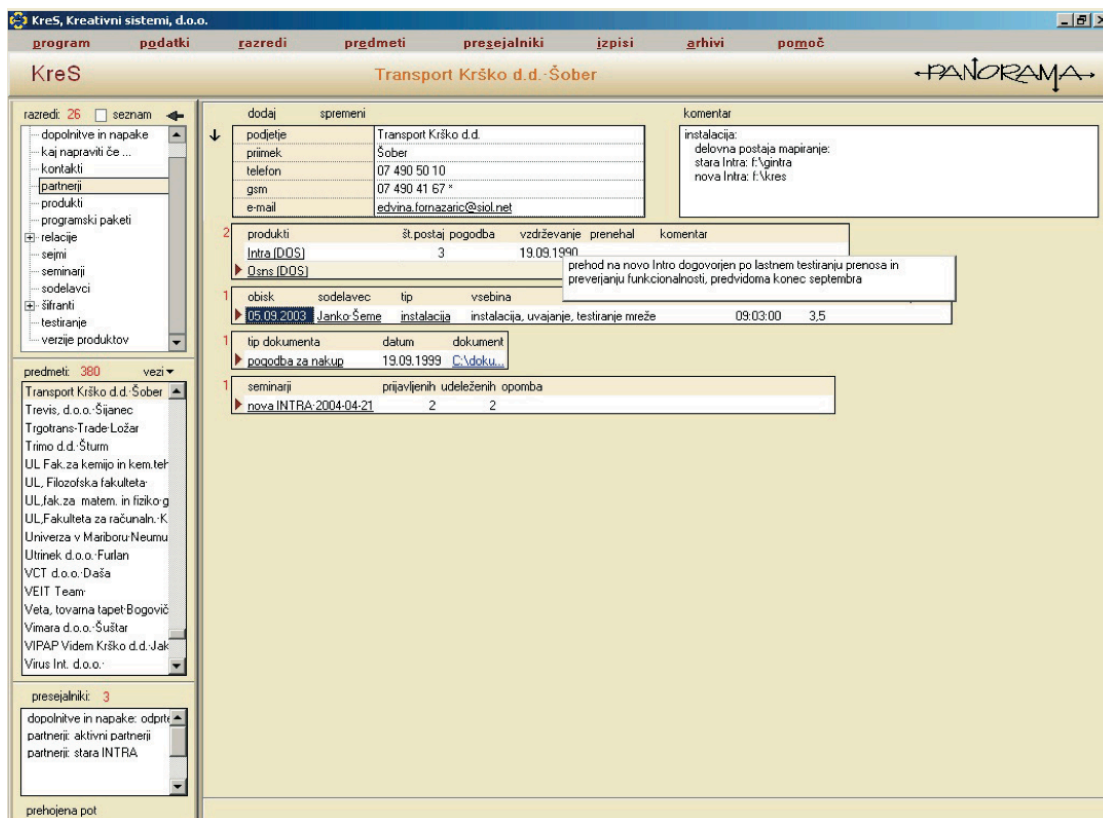 KreS, Kreativni sistemi, d.o.o.
program podatki razredi predmeti presejalniki izpisi arhivi pomoč
KreS Transport Krško d.d.·Šober PANORAMA
razredi: 26 seznam
dopolnitve in napake
kaj napraviti če ...
kontakti
partnerji
produkti
programski paketi
relacije
sejmi
seminarji
sodelavci
šifranti
testiranje
verzije produktov
predmeti: 380 vezi
Transport Krško d.d.·Šober
Trevis, d.o.o.·Šijanec
Trgotrans-Trade·Ložar
Trimo d.d.·Šturm
UL Fak.za kemijo in kem.teh
UL, Filozofska fakulteta·
UL,fak.za matem. in fiziko·g
UL,Fakulteta za računaln.·K
Univerza v Mariboru·Neumu
Utrinek d.o.o.·Furlan
VCT d.o.o.·Daša
VEIT Team·
Veta, tovarna tapet·Bogovič
Vimara d.o.o.·Šuštar
VIPAP Videm Krško d.d.·Jak
Virus Int. d.o.o.·
presejalniki: 3
dopolnitve in napake: odprte
partnerji: aktivni partnerji
partnerji: stara INTRA
prehojena pot
dodaj spremeni
podjetje Transport Krško d.d.
priimek Šober
telefon 07 490 50 10
gsm 07 490 41 67 *
e-mail edvina.fornazaric@siol.net
komentar
instalacija:
delovna postaja mapiranje:
stara Intra: f:\gintra
nova Intra: f:\kres
2 produkti št.postaj pogodba vzdrževanje prenehal komentar
Intra (DOS) 3 19.09.1990
Osns (DOS)
prehod na novo Intro dogovorjen po lastnem testiranju prenosa in
preverjanju funkcionalnosti, predvidoma konec septembra
1 obisk sodelavec tip vsebina
05.09.2003 Janko·Šeme instalacija instalacija, uvajanje, testiranje mreže 09:03:00 3,5
1 tip dokumenta datum dokument
pogodba za nakup 19.09.1999 C:\doku...
1 seminarji prijavljenih udeleženih opomba
nova INTRA·2004-04-21 2 2